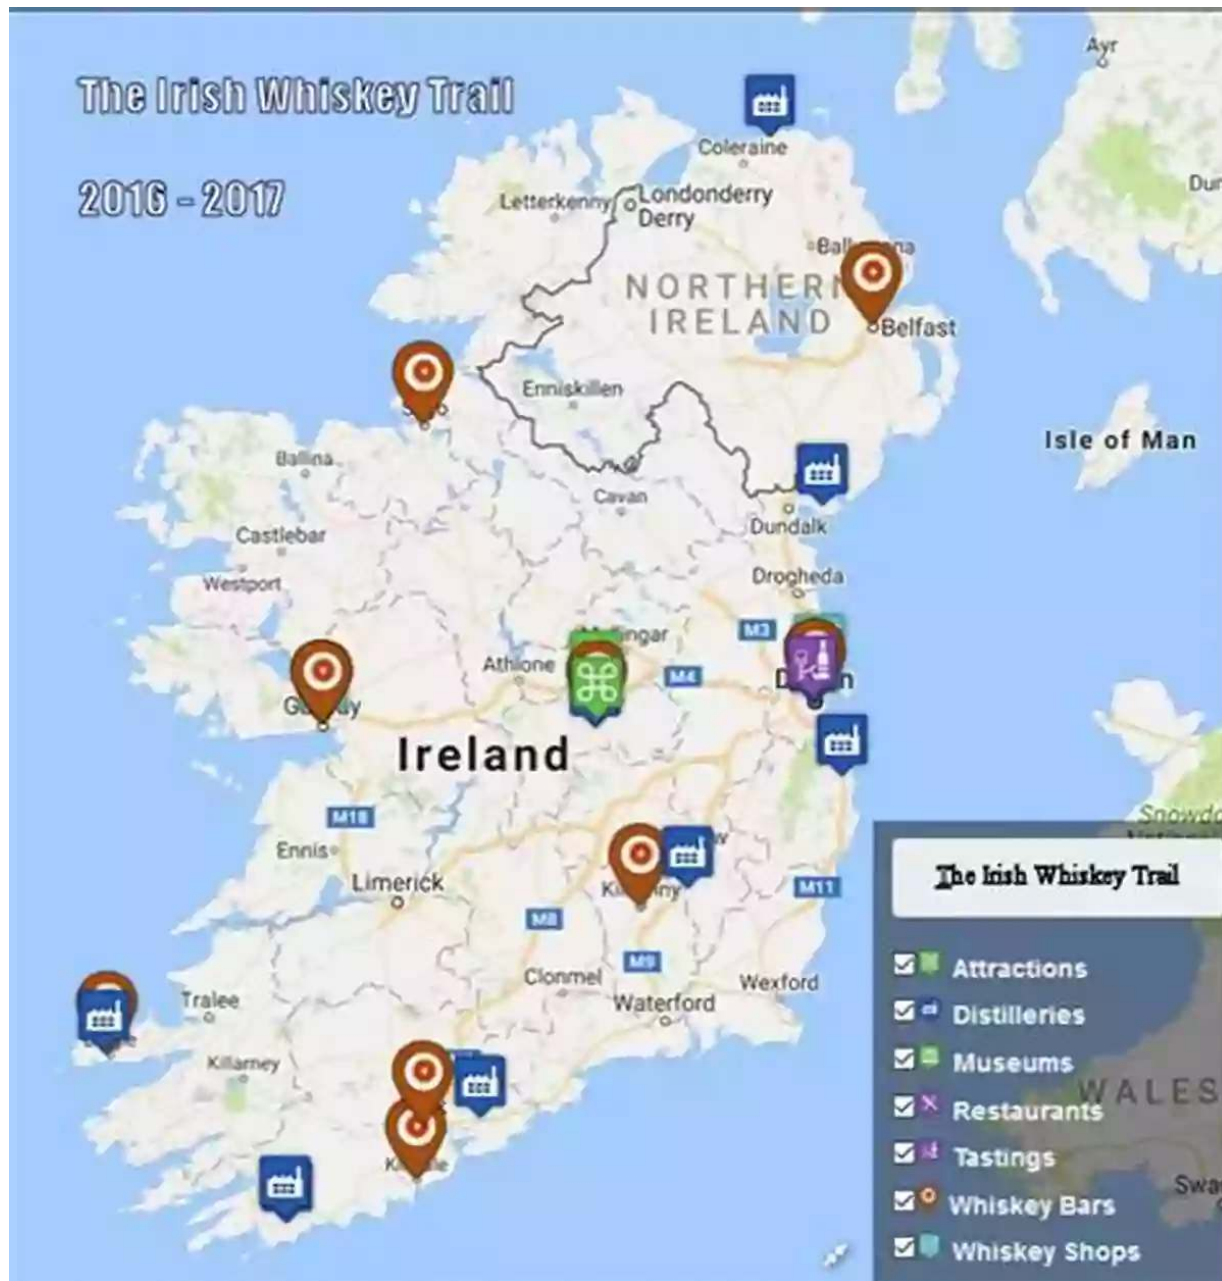 The Irish Whiskey Trail
2016 - 2017
Ayr
Coleraine
Letterkenny
Londonderry
Derry
NORTHERN
IRELAND
Belfast
Enniskillen
Isle of Man
Ballina
Cavan
Castlebar
Dundalk
Westport
Drogheda
M3
Athlone
M4
Ireland
M18
Ennis
Limerick
M11
M8
M9
Clonmel
Wexford
Tralee
Waterford
Killarney
The Irish Whiskey Trail
Attractions
Distilleries
Museums
WALES
Restaurants
Tastings
Whiskey Bars
Whiskey Shops